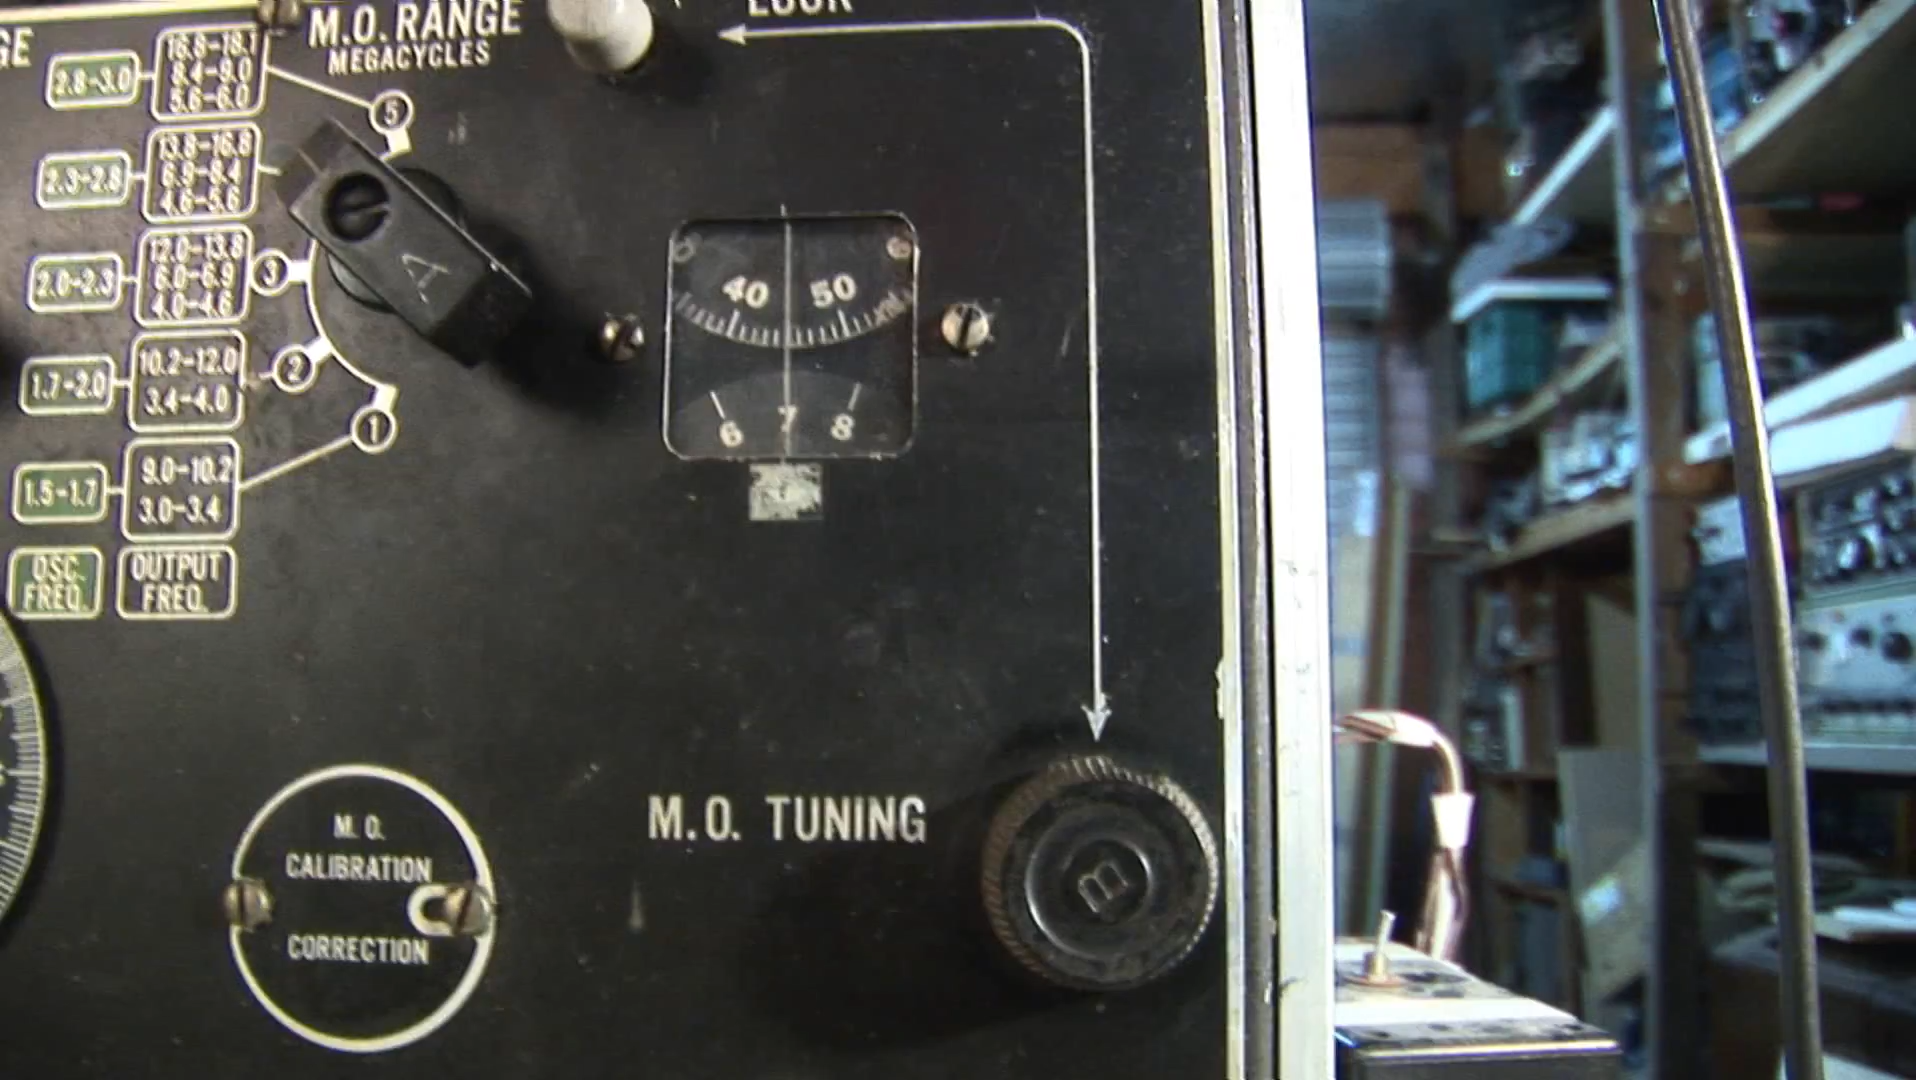 GE
M.O. RANGE
MEGACYCLES
LOCK
2.8-3.0
16.8-18.1
8.4-9.0
5.6-6.0
5
2.3-2.8
13.8-16.8
6.9-8.4
4.6-5.6
A
2.0-2.3
12.0-13.8
6.0-6.9
4.0-4.6
3
1.7-2.0
10.2-12.0
3.4-4.0
2
1.5-1.7
9.0-10.2
3.0-3.4
1
OSC.
FREQ.
OUTPUT
FREQ.
40 50
6 7 8
M.O. TUNING
B
M.O.
CALIBRATION
CORRECTION